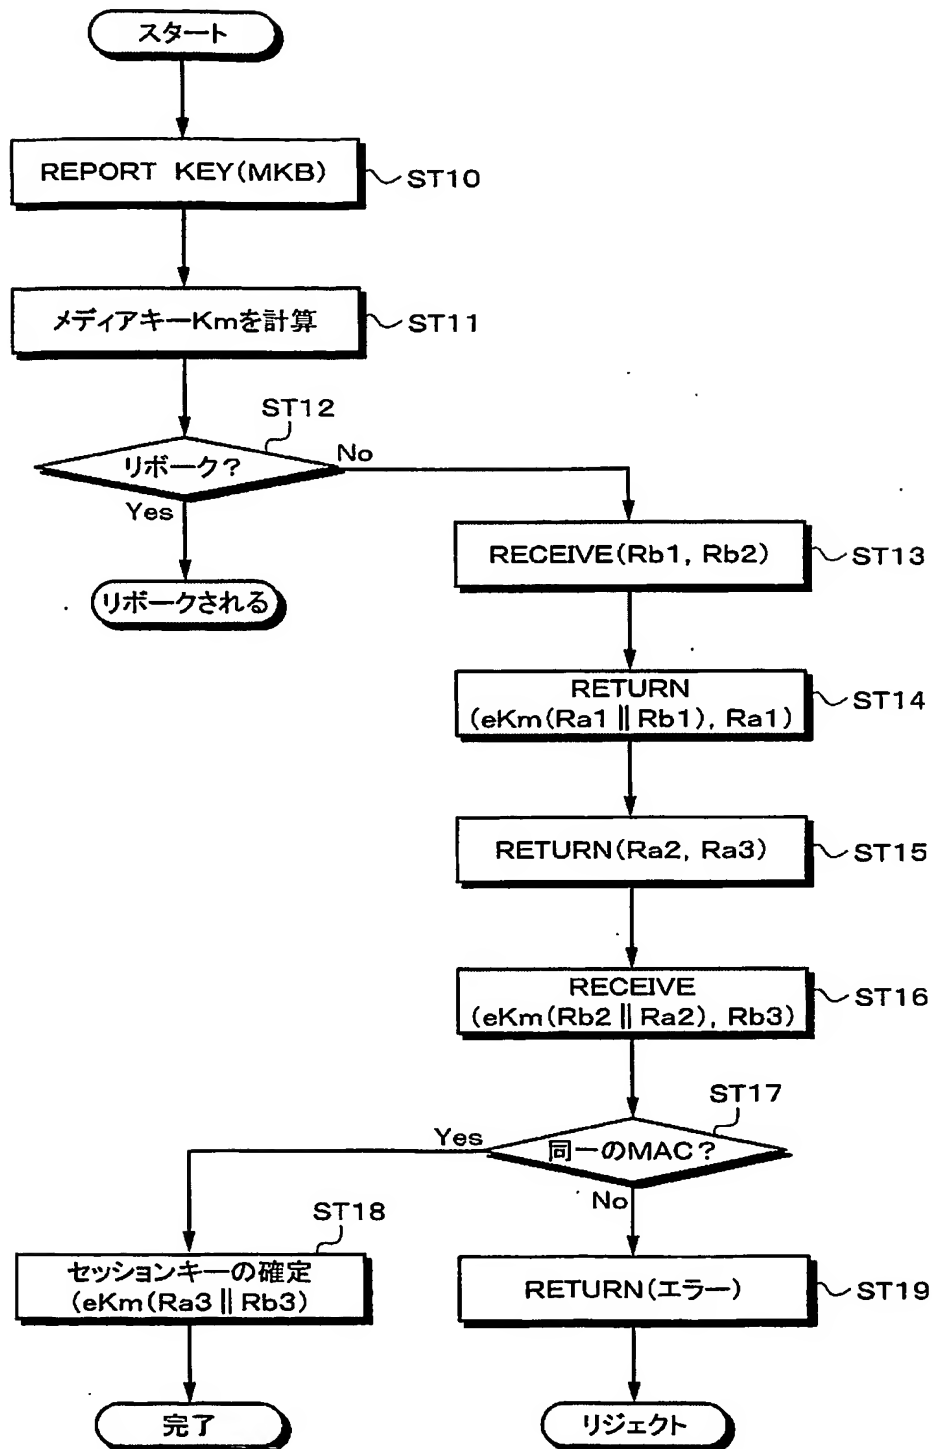 スタート
REPORT KEY(MKB)
ST10
メディアキーKmを計算
ST11
ST12
リボーク?
No
Yes
リボークされる
RECEIVE(Rb1, Rb2)
ST13
RETURN
(eKm(Ra1||Rb1), Ra1)
ST14
RETURN(Ra2, Ra3)
ST15
RECEIVE
(eKm(Rb2||Ra2), Rb3)
ST16
ST17
同一のMAC?
Yes
No
ST18
セッションキーの確定
(eKm(Ra3||Rb3)
RETURN(エラー)
ST19
完了
リジェクト